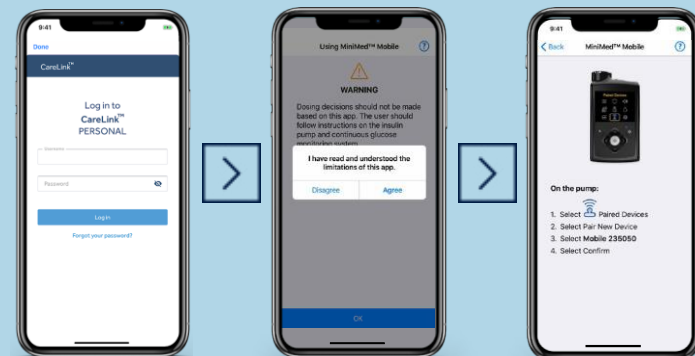 9:41
Done
CareLink™
Log in to
CareLink™
PERSONAL
Username
Password
Log in
Forgot your password?
Using MiniMed™ Mobile
?
WARNING
Dosing decisions should not be made
based on this app. The user should
follow instructions on the insulin
pump and continuous glucose
monitoring system
I have read and understood the
limitations of this app.
Disagree
Agree
OK
9:41
Back
MiniMed™ Mobile
?
Paired Devices
On the pump:
1. Select Paired Devices
2. Select Pair New Device
3. Select Mobile 235050
4. Select Confirm